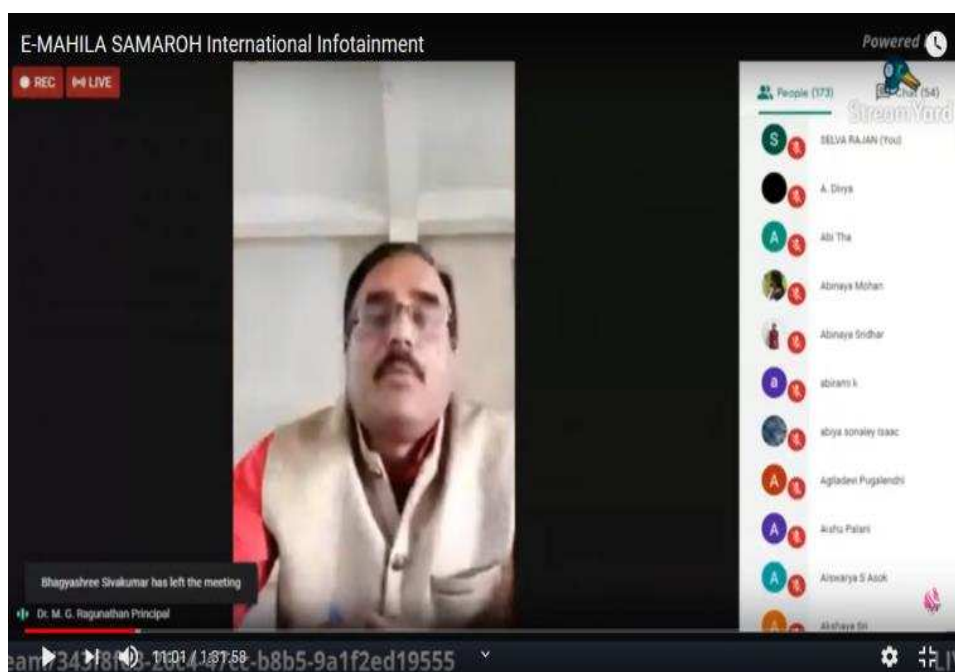 E-MAHILA SAMAROH International Infotainment
Powered
REC LIVE
People (173)
Chat (54)
StreamYard
S
SELVA RAJAN (You)
A. Divya
A
Abi Tha
Abinaya Mohan
Abinaya Sridhar
a
abirami k
abiya sonaley isaac
A
Agiladevi Pugalendhi
A
Aishu Palani
A
Aiswarya S Asok
A
Akshaya Sri
Bhagyashree Sivakumar has left the meeting
Dr. M. G. Ragunathan Principal
11:01 / 1:31:58
-b8b5-9a1f2ed19555